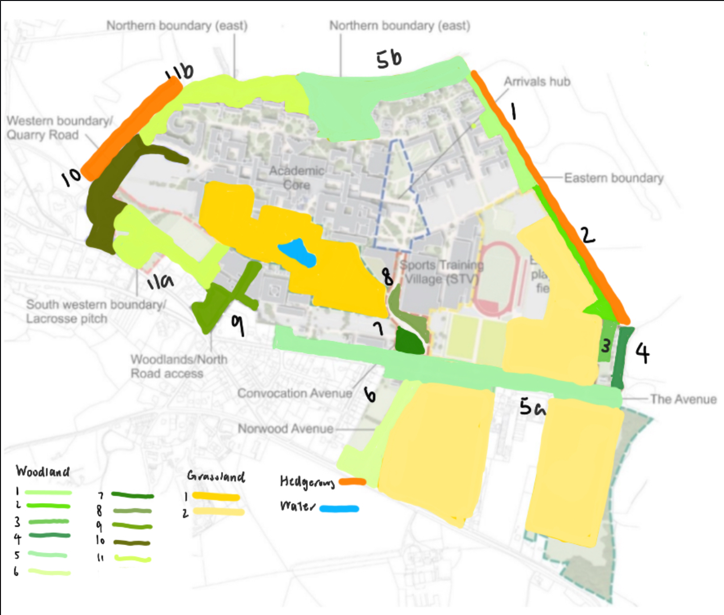 Northern boundary (east)
Northern boundary (east)
5b
11b
Arrivals hub
Western boundary/
Quarry Road
1
Academic
Core
Eastern boundary
10
2
Sports Training
Village (STV)
E
pla
fie
8
11a
South western boundary/
Lacrosse pitch
9
7
3
4
Woodlands/North
Road access
Convocation Avenue
6
5a
The Avenue
Norwood Avenue
Woodland
1
2
3
4
5
6
7
8
9
10
11
Grassland
1
2
Hedgerows
Water